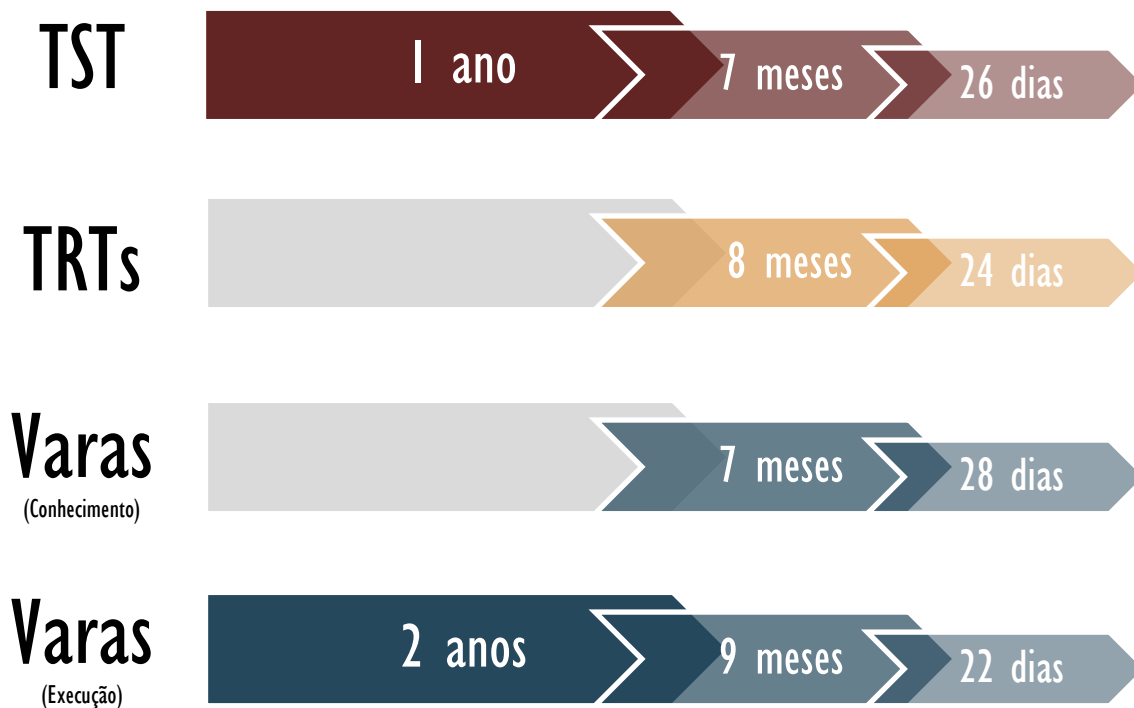 TST
1 ano
7 meses
26 dias
TRTs
8 meses
24 dias
Varas
(Conhecimento)
7 meses
28 dias
Varas
(Execução)
2 anos
9 meses
22 dias